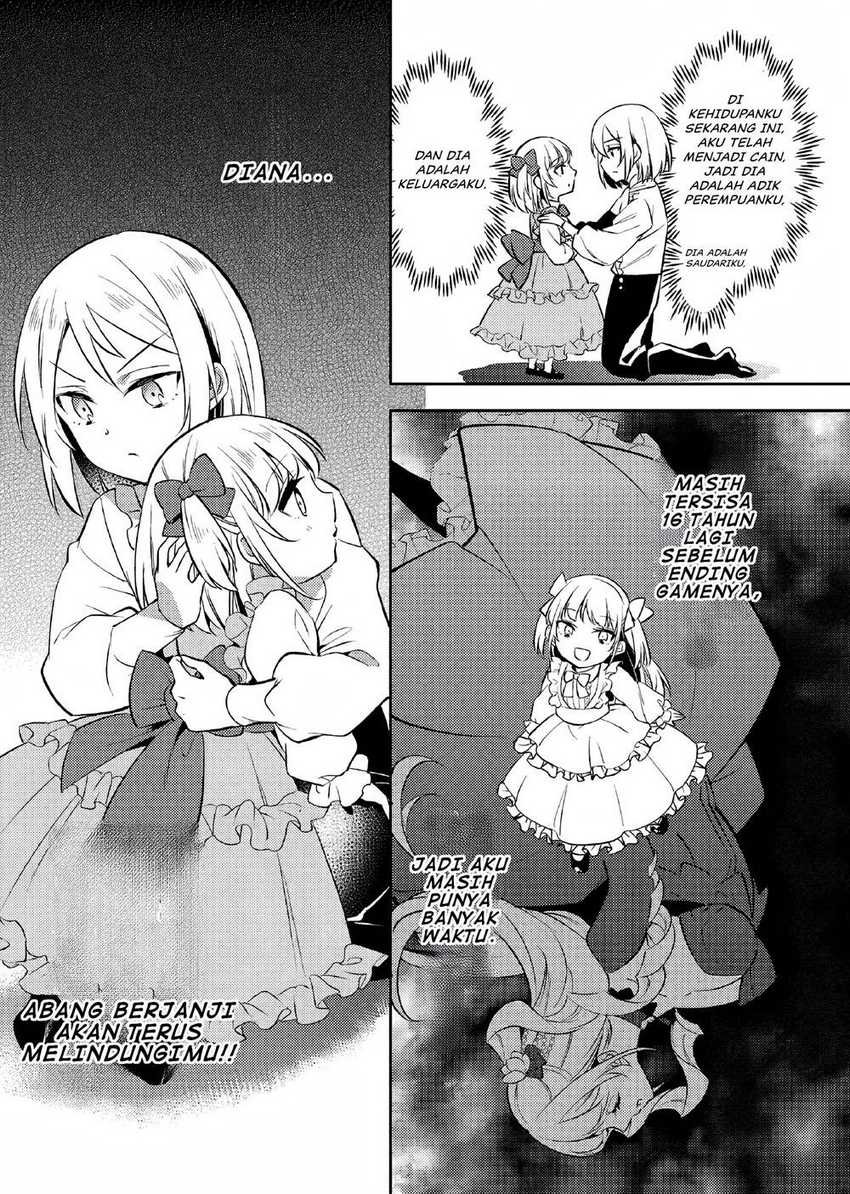 DI
KEHIDUPANKU
SEKARANG INI,
AKU TELAH
MENJADI CAIN,
JADI DIA
ADALAH ADIK
PEREMPUANKU.
DIA ADALAH
SAUDARIKU.
DAN DIA
ADALAH
KELUARGAKU.
MASIH
TERSISA
16 TAHUN
LAGI
SEBELUM
ENDING
GAMENYA,
JADI AKU
MASIH
PUNYA
BANYAK
WAKTU.
DIANA...
ABANG BERJANJI
AKAN TERUS
MELINDUNGIMU!!